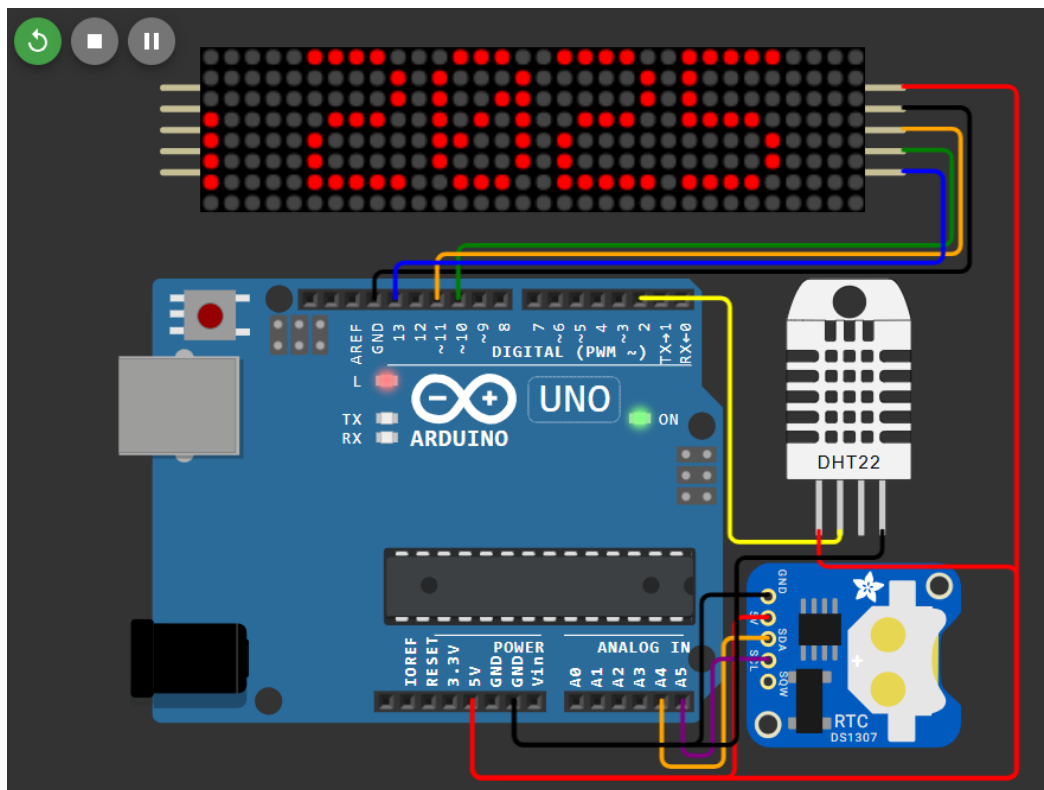 2025
AREF
GND
13
12
~11
~10
~9
8
7
~6
~5
4
~3
2
TX→1
RX←0
DIGITAL (PWM ~)
L
TX
RX
UNO
ON
ARDUINO
DHT22
IOREF
RESET
3.3V
5V
GND
GND
Vin
POWER
ANALOG IN
A0
A1
A2
A3
A4
A5
GND
5V
SDA
SCL
SQW
RTC
DS1307